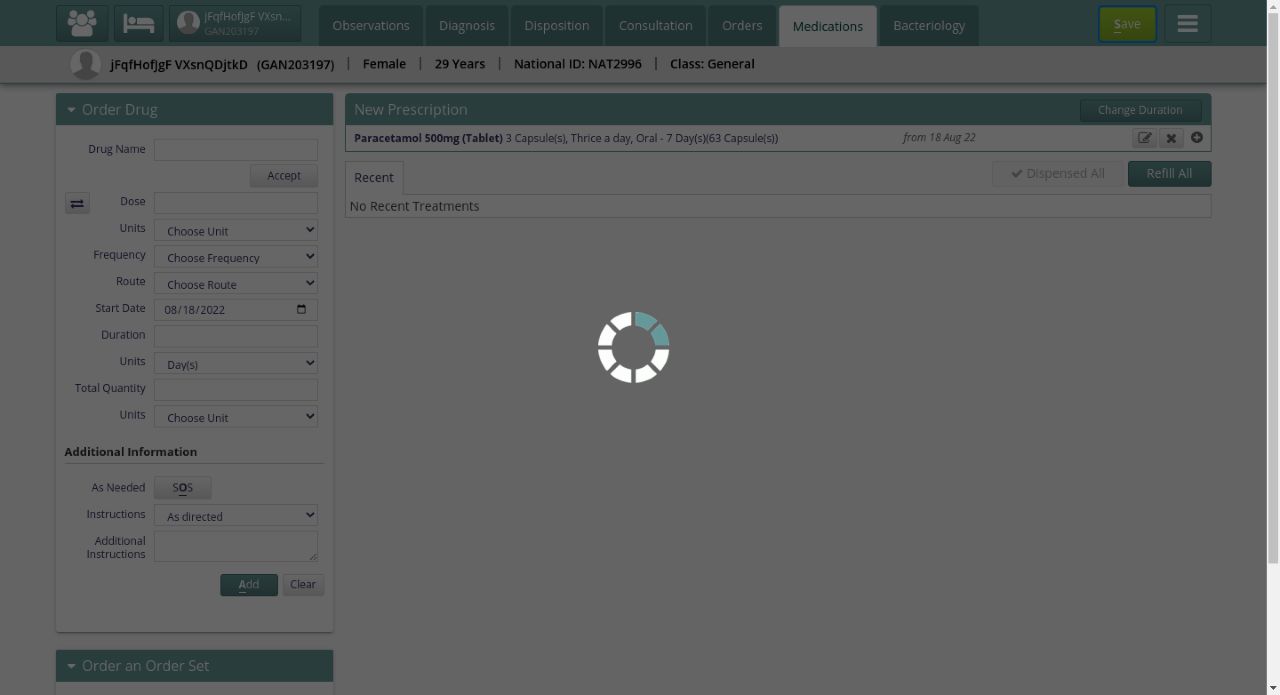 jFqfHofJgF VXsn...
GAN203197
Observations
Diagnosis
Disposition
Consultation
Orders
Medications
Bacteriology
Save
jFqfHofJgF VXsnQDjtkD (GAN203197) | Female | 29 Years | National ID: NAT2996 | Class: General
Order Drug
Drug Name
Accept
Dose
Units Choose Unit
Frequency Choose Frequency
Route Choose Route
Start Date 08/18/2022
Duration
Units Day(s)
Total Quantity
Units Choose Unit
Additional Information
As Needed SOS
Instructions As directed
Additional
Instructions
Add Clear
Order an Order Set
New Prescription
Change Duration
Paracetamol 500mg (Tablet) 3 Capsule(s), Thrice a day, Oral - 7 Day(s)(63 Capsule(s)) from 18 Aug 22
Recent
Dispensed All
Refill All
No Recent Treatments